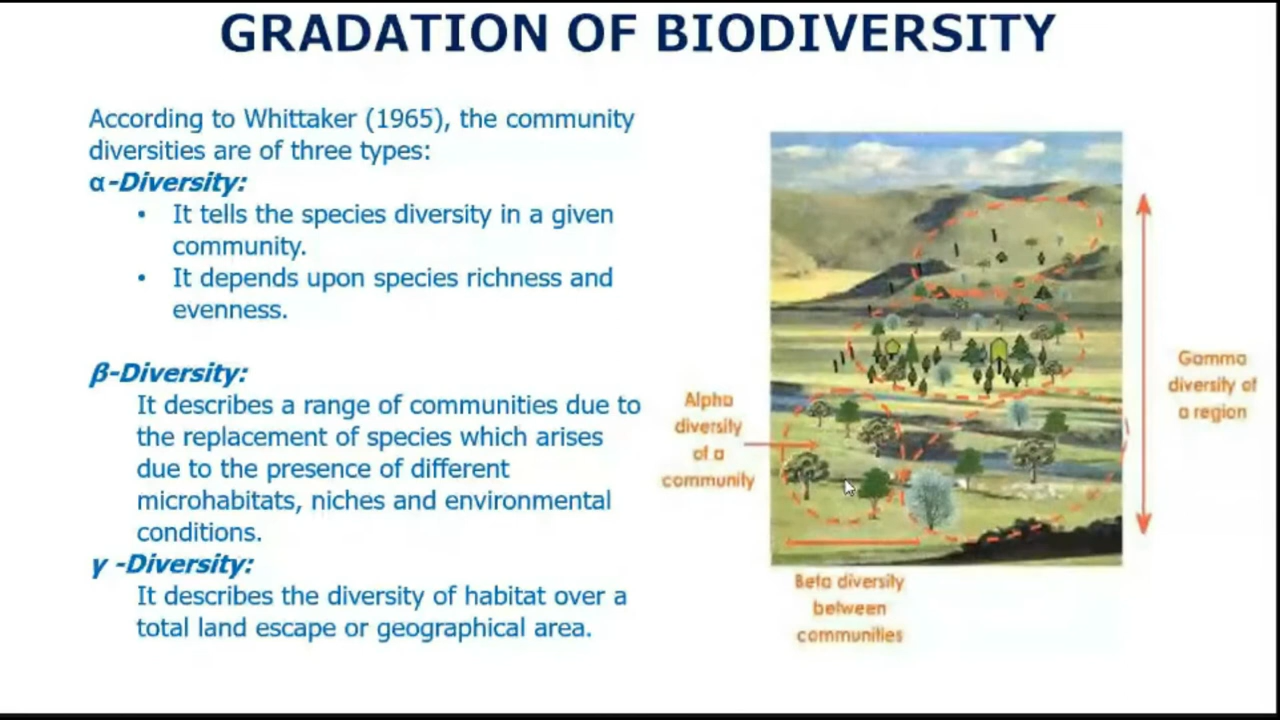 GRADATION OF BIODIVERSITY
According to Whittaker (1965), the community
diversities are of three types:
α-Diversity:
• It tells the species diversity in a given
community.
• It depends upon species richness and
evenness.
β-Diversity:
It describes a range of communities due to
the replacement of species which arises
due to the presence of different
microhabitats, niches and environmental
conditions.
γ -Diversity:
It describes the diversity of habitat over a
total land escape or geographical area.
Alpha
diversity
of a
community
Beta diversity
between
communities
Gamma
diversity of
a region